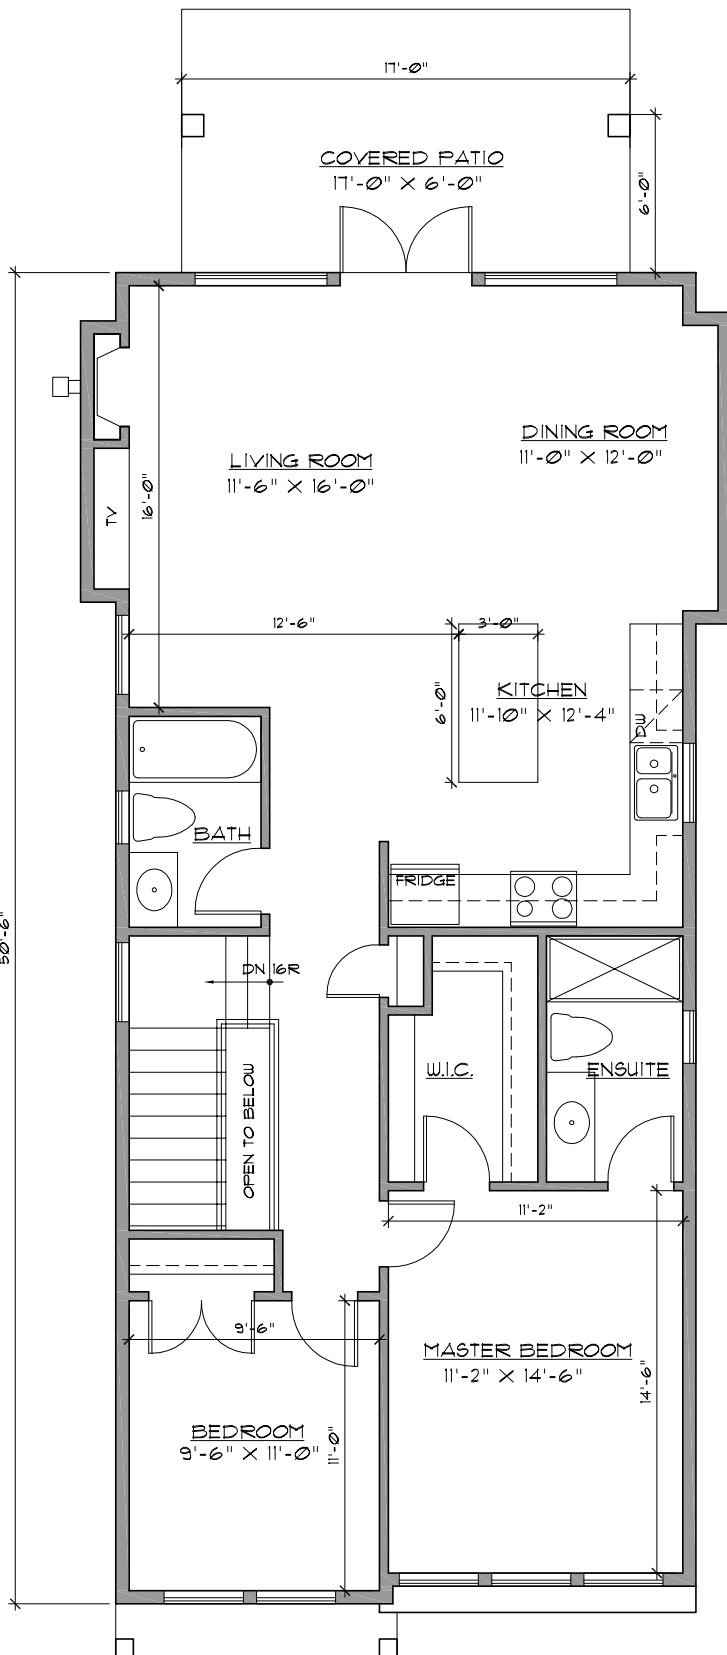 17'-0"
COVERED PATIO
17'-0" X 6'-0"
6'-0"
DINING ROOM
11'-0" X 12'-0"
LIVING ROOM
11'-6" X 16'-0"
TV
16'-0"
12'-6"
3'-0"
6'-0"
KITCHEN
11'-10" X 12'-4"
DW
BATH
FRIDGE
50'-6"
DN 16R
OPEN TO BELOW
W.I.C.
ENSUITE
11'-2"
9'-6"
MASTER BEDROOM
11'-2" X 14'-6"
14'-6"
BEDROOM
9'-6" X 11'-0"
11'-0"